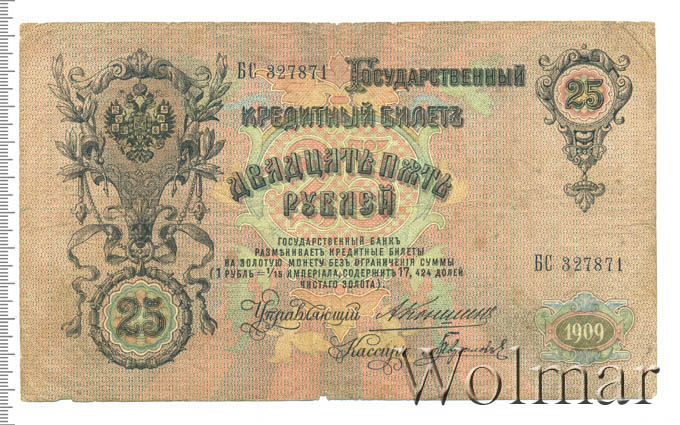 БС 327871
Государственный
Кредитный Билетъ
25
Двадцать пять
рублей
Государственный Банкъ
размѣниваетъ кредитные билеты
на золотую монету безъ ограниченія суммы
(1 рубль = 1/15 имперіала, содержитъ 17,424 долей
чистаго золота).
БС 327871
25
Управляющій
Кассиръ
1909
Wolmar